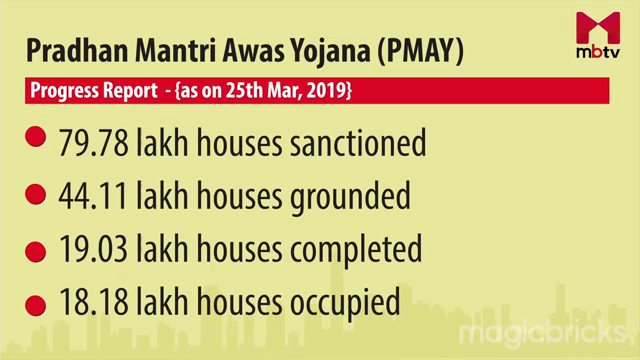 mbtv
Pradhan Mantri Awas Yojana (PMAY)
Progress Report - {as on 25th Mar, 2019}
79.78 lakh houses sanctioned
44.11 lakh houses grounded
19.03 lakh houses completed
18.18 lakh houses occupied
magicbricks